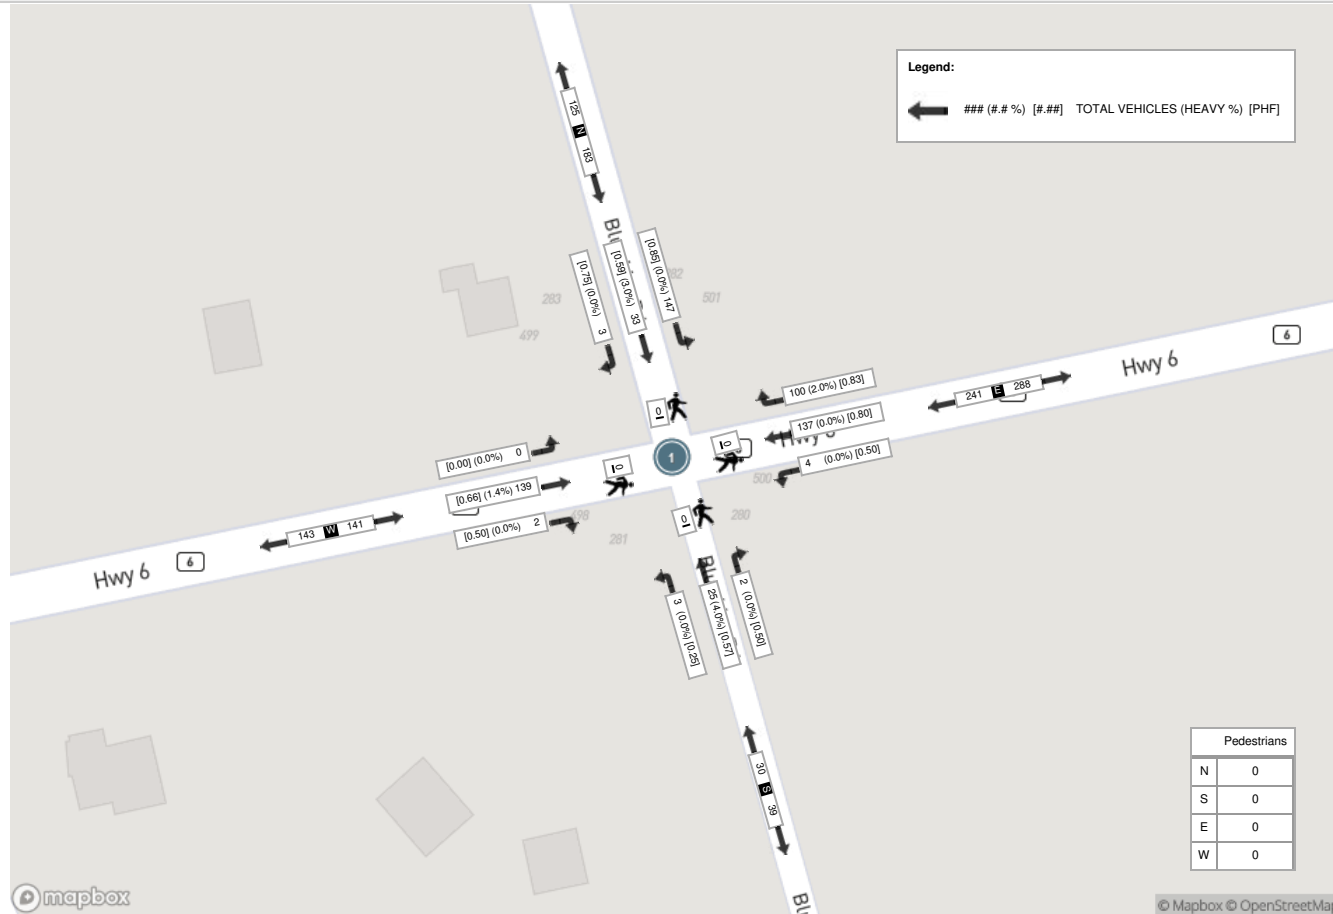 Legend:
### (#.# %) [#.##] TOTAL VEHICLES (HEAVY %) [PHF]
125 N 183
[0.75] (0.0%) 3
[0.59] (3.0%) 33
[0.85] (0.0%) 147
283
501
499
6
Hwy 6
241 E 288
100 (2.0%) [0.83]
137 (0.0%) [0.80]
4 (0.0%) [0.50]
0
0
1
0
0
[0.00] (0.0%) 0
[0.66] (1.4%) 139
[0.50] (0.0%) 2
500
280
281
143 W 141
6
Hwy 6
3 (0.0%) [0.25]
25 (4.0%) [0.57]
2 (0.0%) [0.50]
30 S 39
Pedestrians
N 0
S 0
E 0
W 0
mapbox
© Mapbox © OpenStreetMap